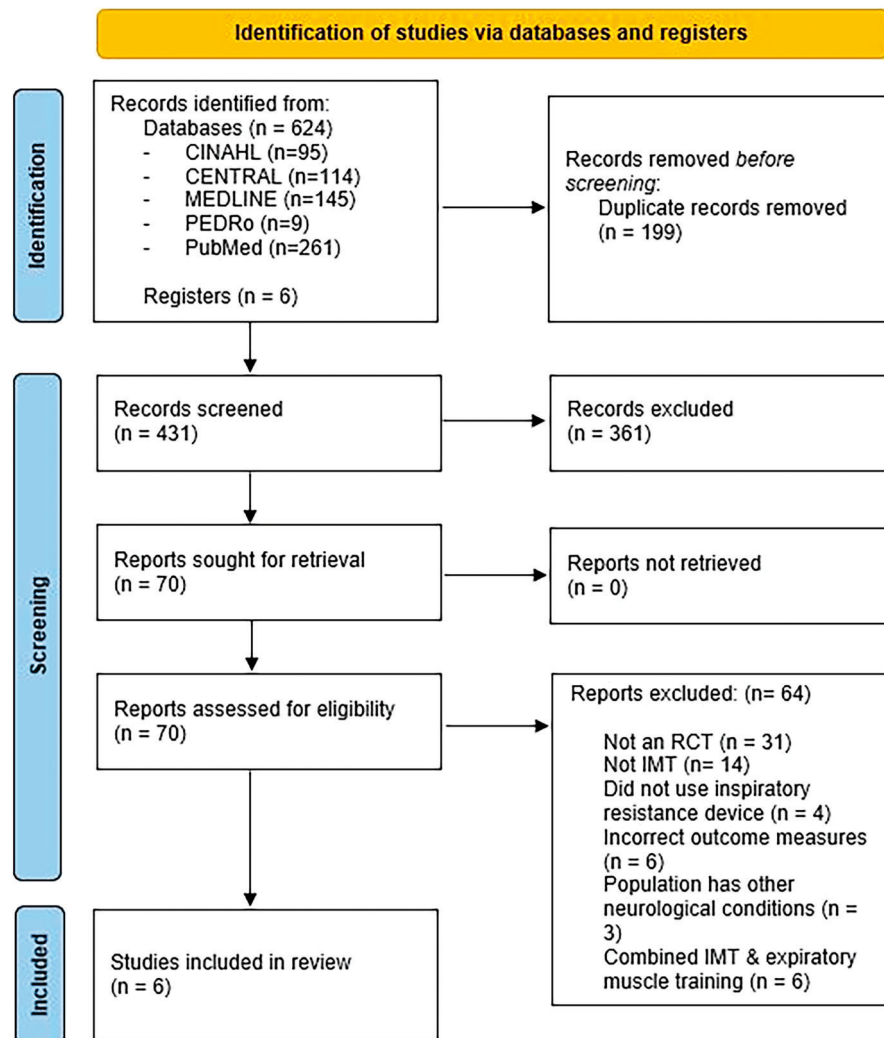 Identification of studies via databases and registers
Identification
Records identified from:
Databases (n = 624)
- CINAHL (n=95)
- CENTRAL (n=114)
- MEDLINE (n=145)
- PEDRo (n=9)
- PubMed (n=261)
Registers (n = 6)
Records removed before
screening:
Duplicate records removed
(n = 199)
Screening
Records screened
(n = 431)
Records excluded
(n = 361)
Reports sought for retrieval
(n = 70)
Reports not retrieved
(n = 0)
Reports assessed for eligibility
(n = 70)
Reports excluded: (n= 64)
Not an RCT (n = 31)
Not IMT (n= 14)
Did not use inspiratory
resistance device (n = 4)
Incorrect outcome measures
(n = 6)
Population has other
neurological conditions (n =
3)
Combined IMT & expiratory
muscle training (n = 6)
Included
Studies included in review
(n = 6)